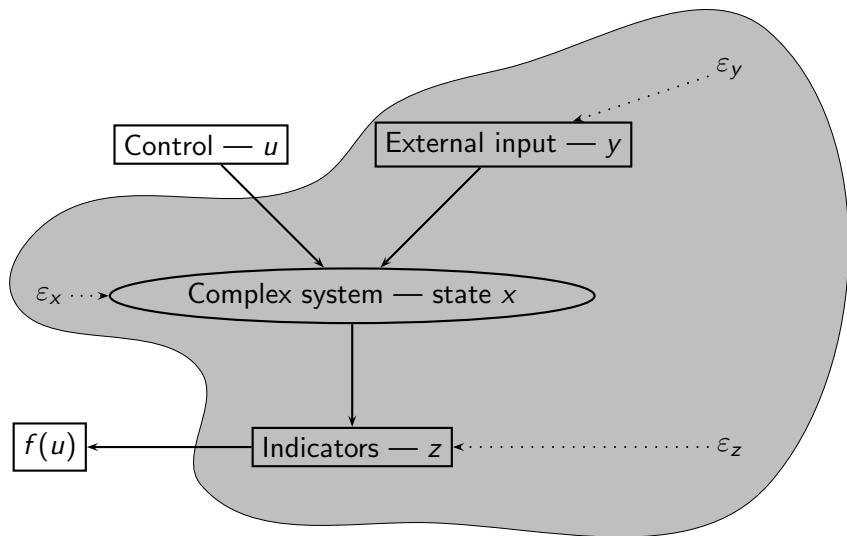 ε_y
Control — u
External input — y
ε_x
Complex system — state x
f(u)
Indicators — z
ε_z